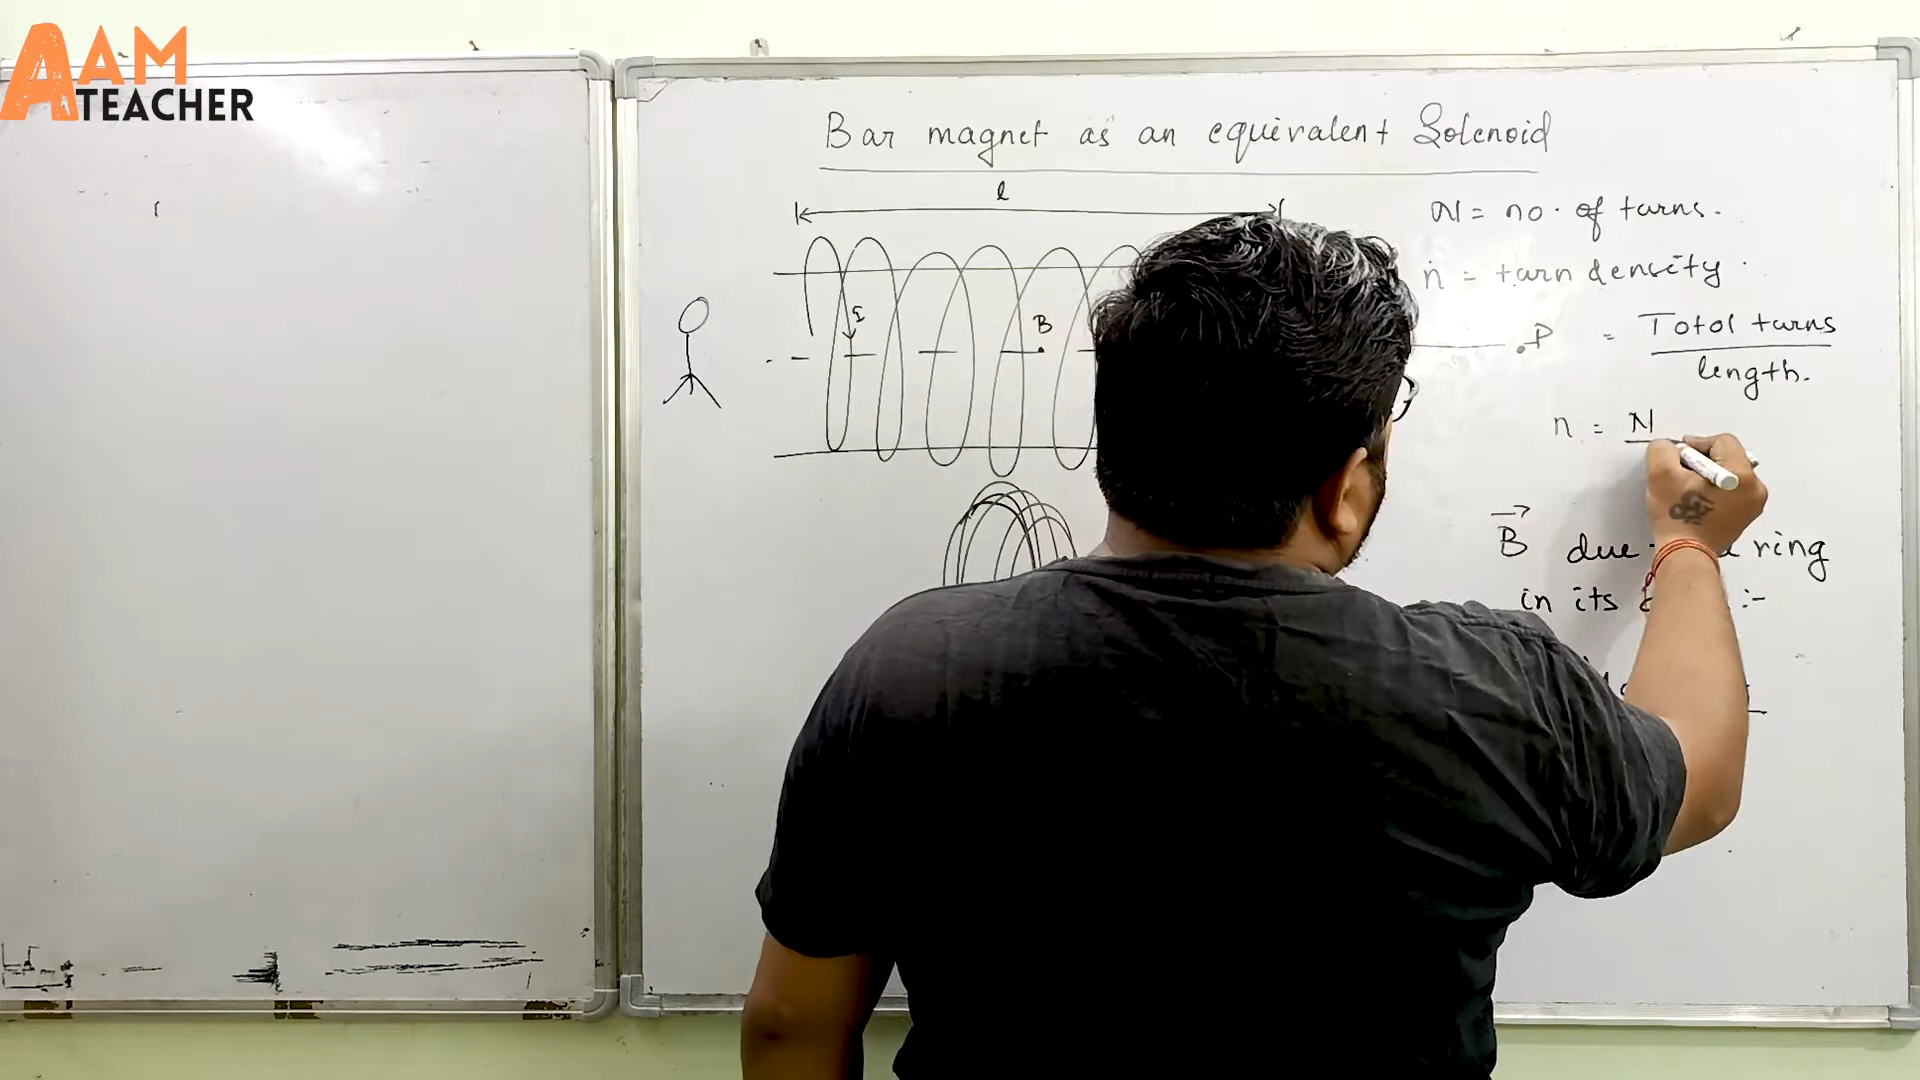 AAM
TEACHER
Bar magnet as an equivalent Solenoid
l
N = no. of turns.
n = turn density
I
B
.P
= Total turns
length.
n = N
B due ring
in its :-